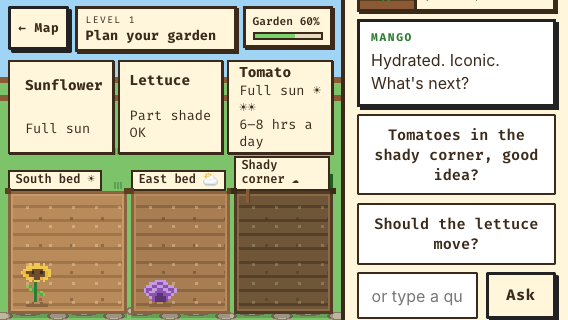 ← Map
LEVEL 1
Plan your garden
Garden 60%
Sunflower
Full sun
Lettuce
Part shade
OK
Tomato
Full sun ☀
☀☀
6–8 hrs a
day
South bed ☀
East bed ⛅
Shady
corner ☁
MANGO
Hydrated. Iconic.
What's next?
Tomatoes in the
shady corner, good
idea?
Should the lettuce
move?
or type a qu
Ask